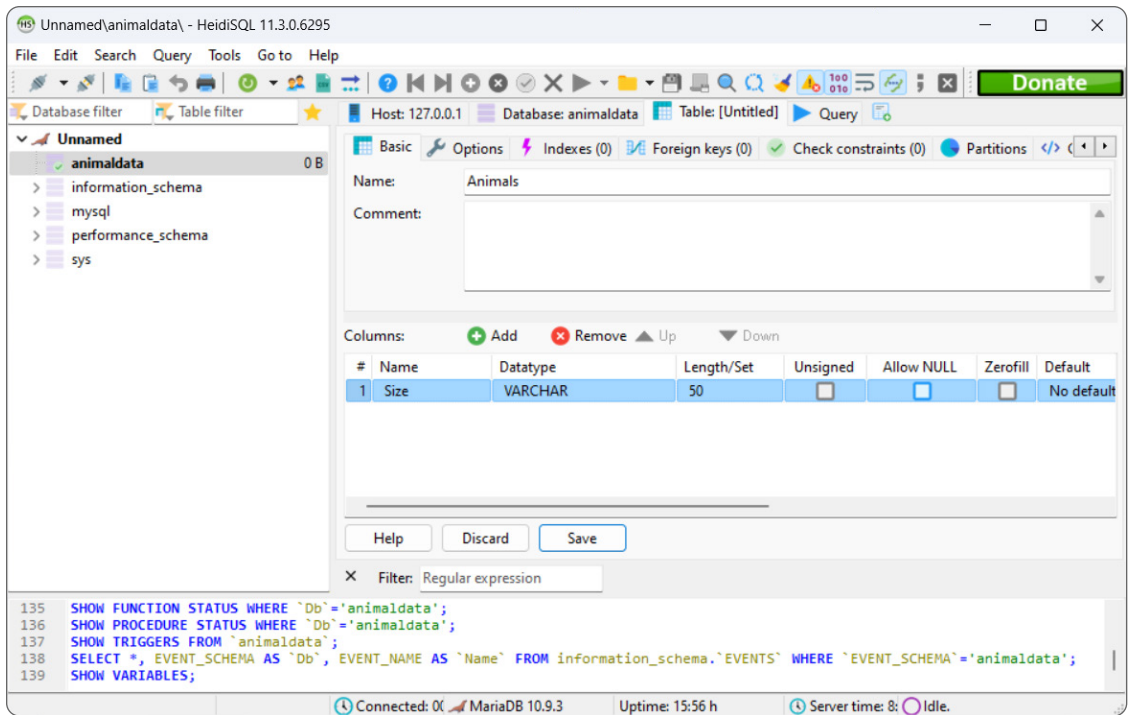 HS Unnamed\animaldata\ - HeidiSQL 11.3.0.6295
File Edit Search Query Tools Go to Help
Donate
Database filter Table filter
Host: 127.0.0.1 Database: animaldata Table: [Untitled] Query
Unnamed
animaldata 0 B
information_schema
mysql
performance_schema
sys
Basic Options Indexes (0) Foreign keys (0) Check constraints (0) Partitions
Name: Animals
Comment:
Columns: Add Remove Up Down
# Name Datatype Length/Set Unsigned Allow NULL Zerofill Default
1 Size VARCHAR 50 No default
Help Discard Save
Filter: Regular expression
135 SHOW FUNCTION STATUS WHERE `Db`='animaldata';
136 SHOW PROCEDURE STATUS WHERE `Db`='animaldata';
137 SHOW TRIGGERS FROM `animaldata`;
138 SELECT *, EVENT_SCHEMA AS `Db`, EVENT_NAME AS `Name` FROM information_schema.`EVENTS` WHERE `EVENT_SCHEMA`='animaldata';
139 SHOW VARIABLES;
Connected: 0( MariaDB 10.9.3 Uptime: 15:56 h Server time: 8: Idle.